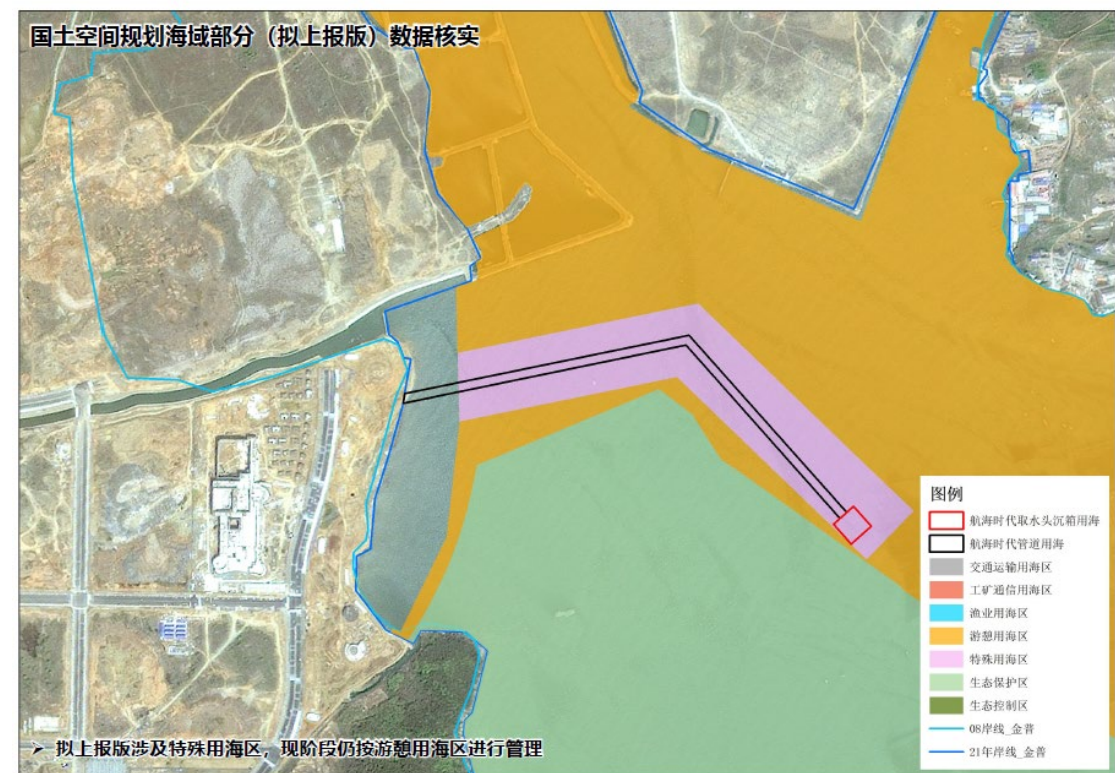 国土空间规划海域部分（拟上报版）数据核实
图例
航海时代取水头沉箱用海
航海时代管道用海
交通运输用海区
工矿通信用海区
渔业用海区
游憩用海区
特殊用海区
生态保护区
生态控制区
08岸线_金普
21年岸线_金普
➢ 拟上报版涉及特殊用海区，现阶段仍按游憩用海区进行管理